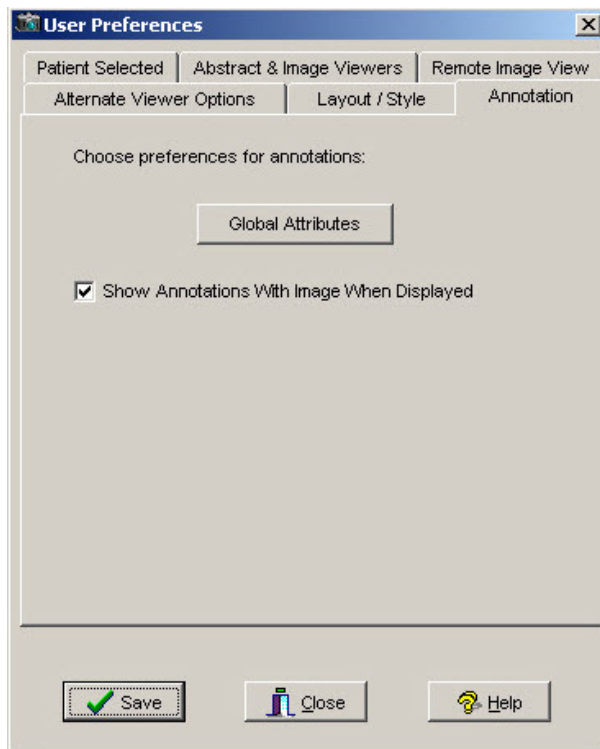 User Preferences
Patient Selected Abstract & Image Viewers Remote Image View
Alternate Viewer Options Layout / Style Annotation
Choose preferences for annotations:
Global Attributes
Show Annotations With Image When Displayed
Save Close Help